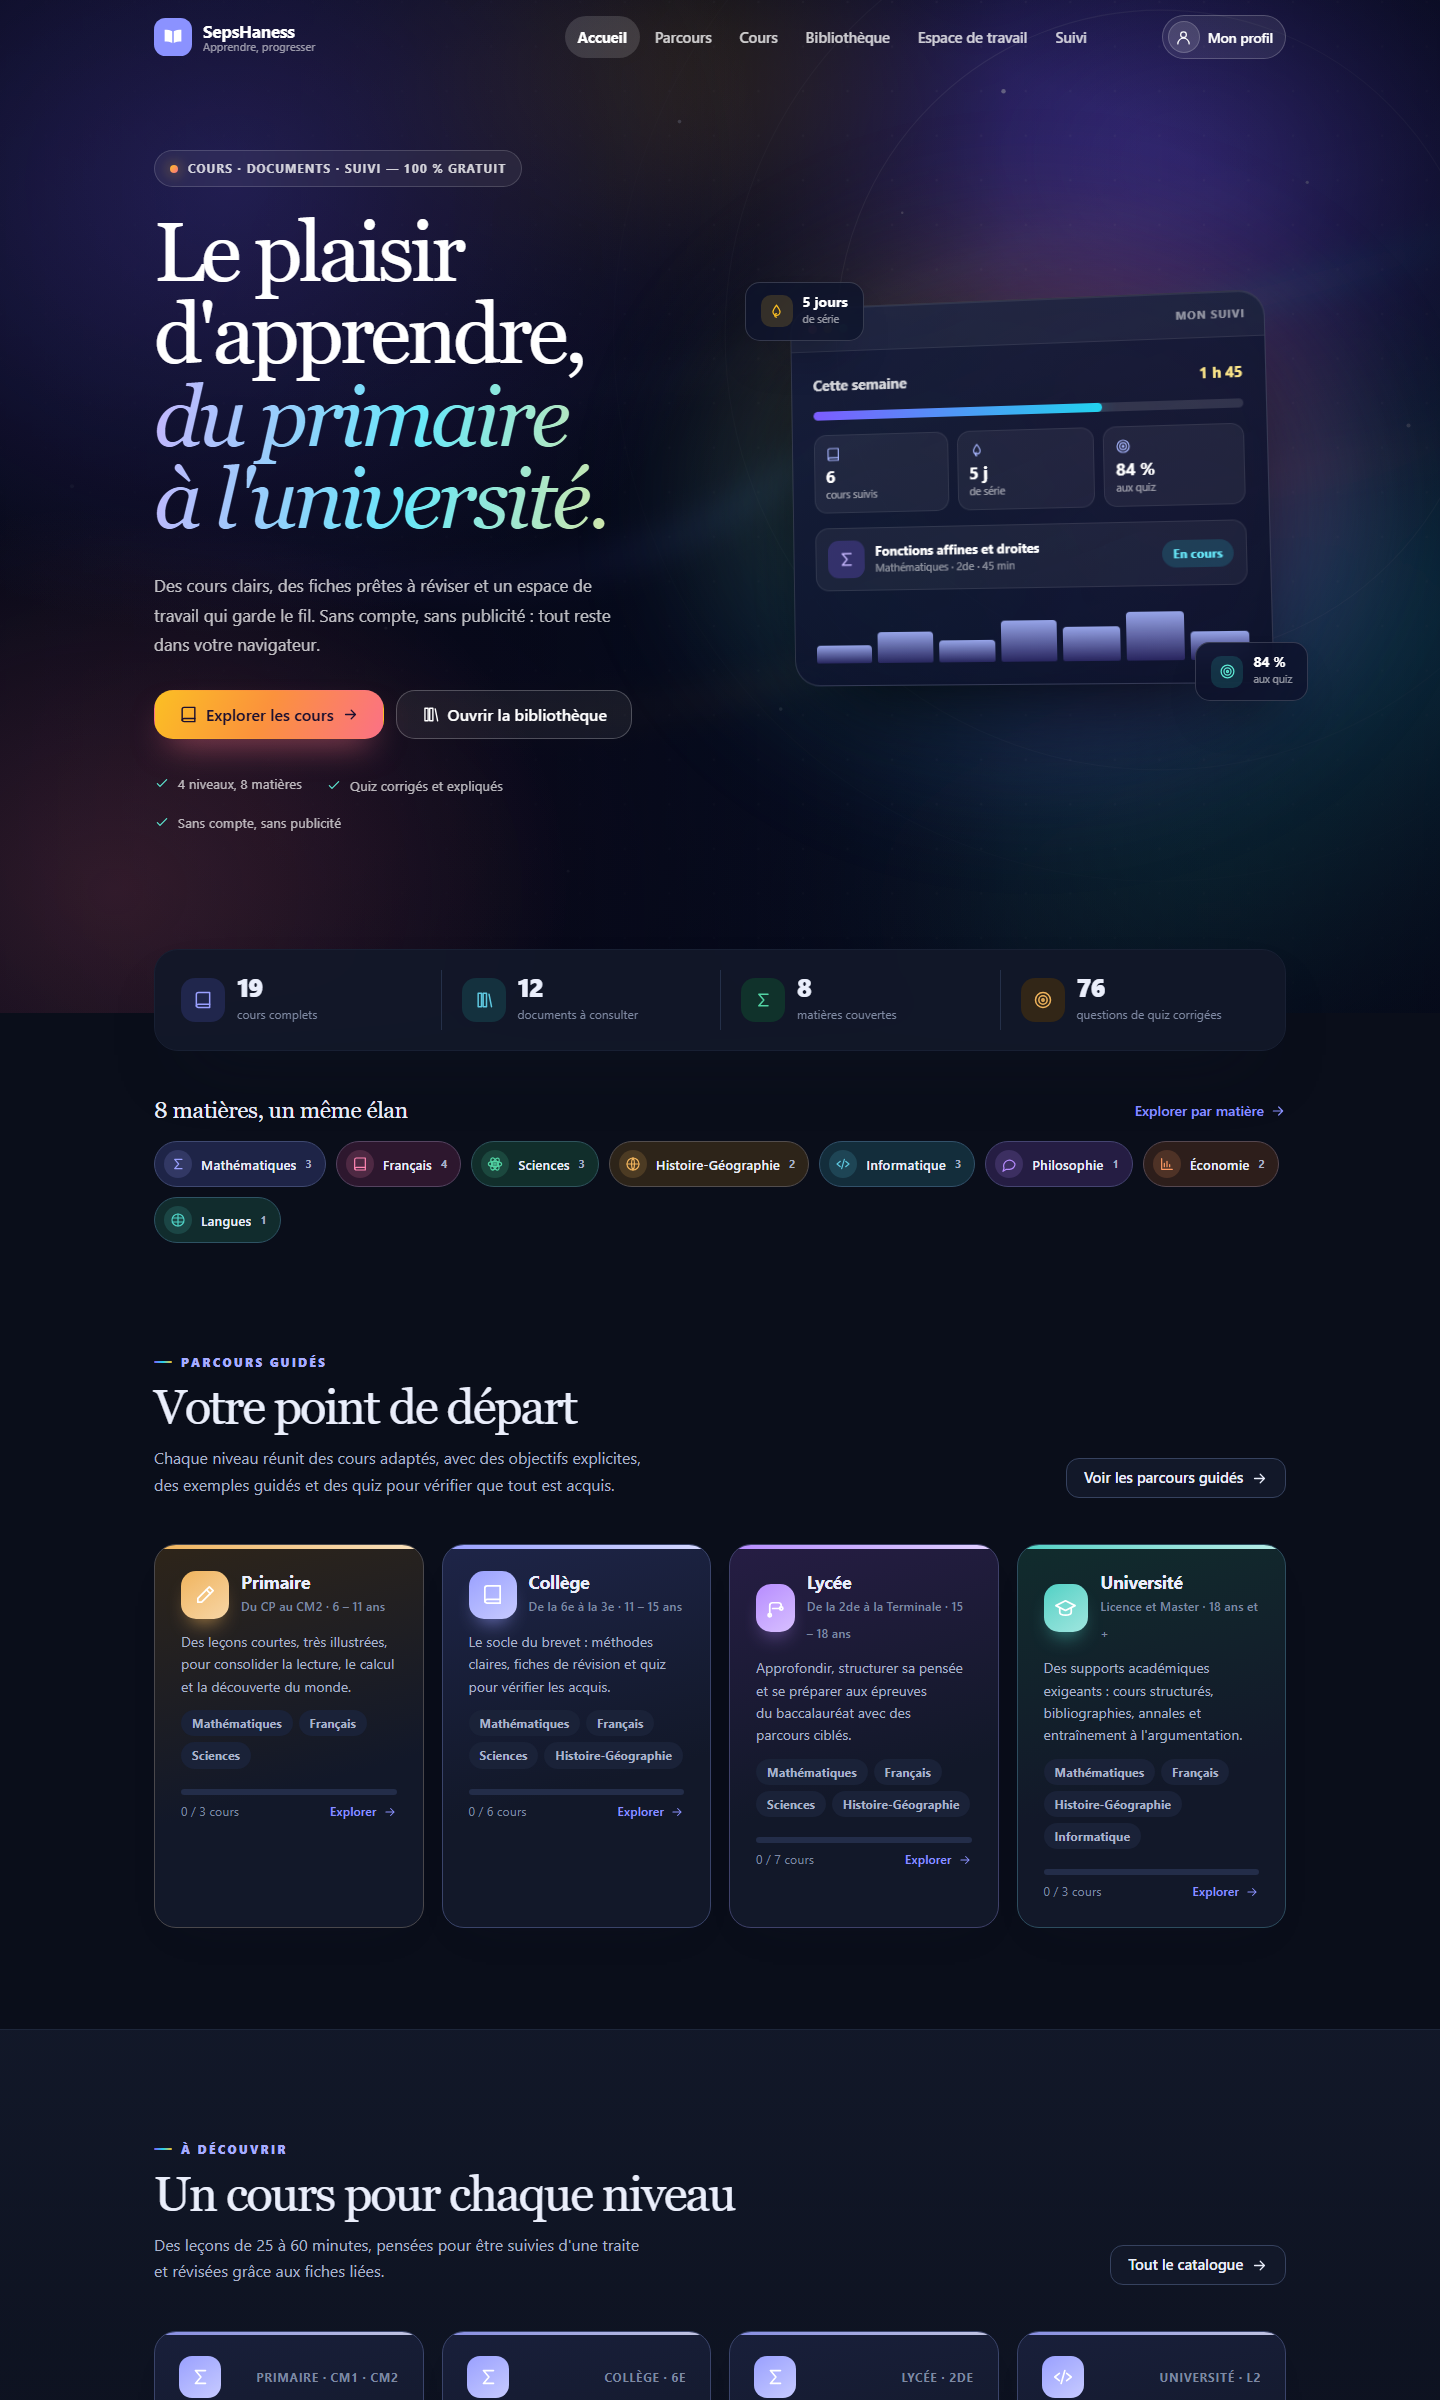 SepsHaness
Apprendre, progresser
Accueil
Parcours
Cours
Bibliothèque
Espace de travail
Suivi
Mon profil
COURS · DOCUMENTS · SUIVI — 100 % GRATUIT
Le plaisir
d'apprendre,
du primaire
à l'université.
Des cours clairs, des fiches prêtes à réviser et un espace de
travail qui garde le fil. Sans compte, sans publicité : tout reste
dans votre navigateur.
Explorer les cours
Ouvrir la bibliothèque
4 niveaux, 8 matières
Quiz corrigés et expliqués
Sans compte, sans publicité
5 jours
de série
MON SUIVI
Cette semaine
1 h 45
6
cours suivis
5 j
de série
84 %
aux quiz
Fonctions affines et droites
Mathématiques · 2de · 45 min
En cours
84 %
aux quiz
19
cours complets
12
documents à consulter
8
matières couvertes
76
questions de quiz corrigées
8 matières, un même élan
Explorer par matière
Mathématiques 3
Français 4
Sciences 3
Histoire-Géographie 2
Informatique 3
Philosophie 1
Économie 2
Langues 1
PARCOURS GUIDÉS
Votre point de départ
Chaque niveau réunit des cours adaptés, avec des objectifs explicites,
des exemples guidés et des quiz pour vérifier que tout est acquis.
Voir les parcours guidés
Primaire
Du CP au CM2 · 6 – 11 ans
Des leçons courtes, très illustrées,
pour consolider la lecture, le calcul
et la découverte du monde.
Mathématiques
Français
Sciences
0 / 3 cours
Explorer
Collège
De la 6e à la 3e · 11 – 15 ans
Le socle du brevet : méthodes
claires, fiches de révision et quiz
pour vérifier les acquis.
Mathématiques
Français
Sciences
Histoire-Géographie
0 / 6 cours
Explorer
Lycée
De la 2de à la Terminale · 15
– 18 ans
Approfondir, structurer sa pensée
et se préparer aux épreuves
du baccalauréat avec des
parcours ciblés.
Mathématiques
Français
Sciences
Histoire-Géographie
0 / 7 cours
Explorer
Université
Licence et Master · 18 ans et
+
Des supports académiques
exigeants : cours structurés,
bibliographies, annales et
entraînement à l'argumentation.
Mathématiques
Français
Histoire-Géographie
Informatique
0 / 3 cours
Explorer
À DÉCOUVRIR
Un cours pour chaque niveau
Des leçons de 25 à 60 minutes, pensées pour être suivies d'une traite
et révisées grâce aux fiches liées.
Tout le catalogue
PRIMAIRE · CM1 · CM2
COLLÈGE · 6E
LYCÉE · 2DE
UNIVERSITÉ · L2